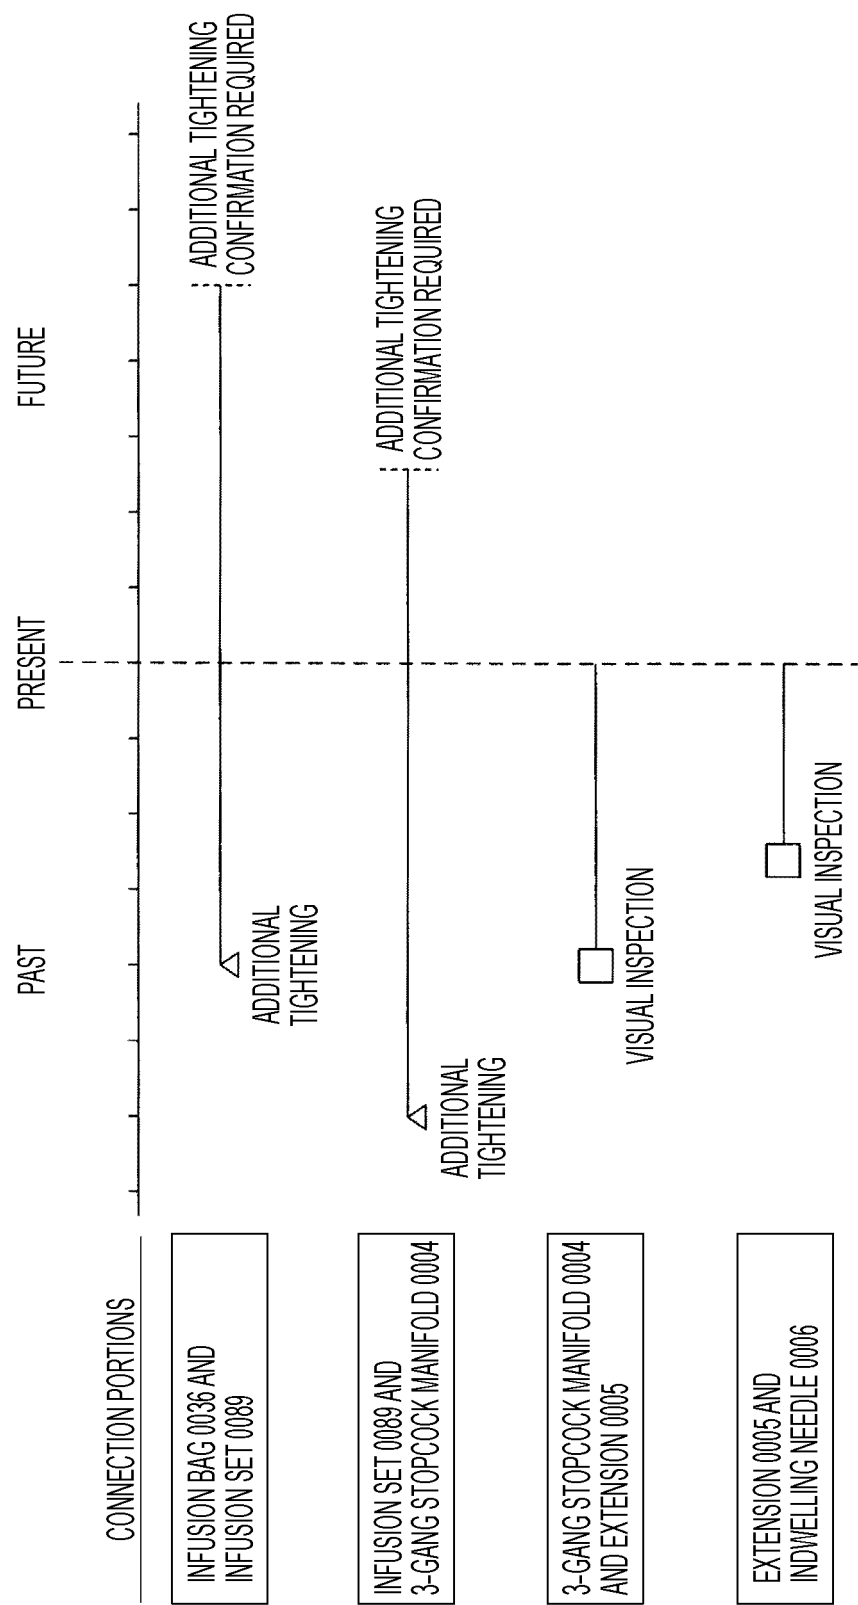 PAST
PRESENT
FUTURE
CONNECTION PORTIONS
INFUSION BAG 0036 AND
INFUSION SET 0089
ADDITIONAL
TIGHTENING
ADDITIONAL TIGHTENING
CONFIRMATION REQUIRED
INFUSION SET 0089 AND
3-GANG STOPCOCK MANIFOLD 0004
ADDITIONAL
TIGHTENING
ADDITIONAL TIGHTENING
CONFIRMATION REQUIRED
3-GANG STOPCOCK MANIFOLD 0004
AND EXTENSION 0005
VISUAL INSPECTION
EXTENSION 0005 AND
INDWELLING NEEDLE 0006
VISUAL INSPECTION